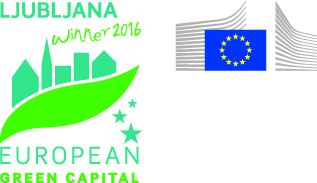 LJUBLJANA
Winner 2016
EUROPEAN
GREEN CAPITAL